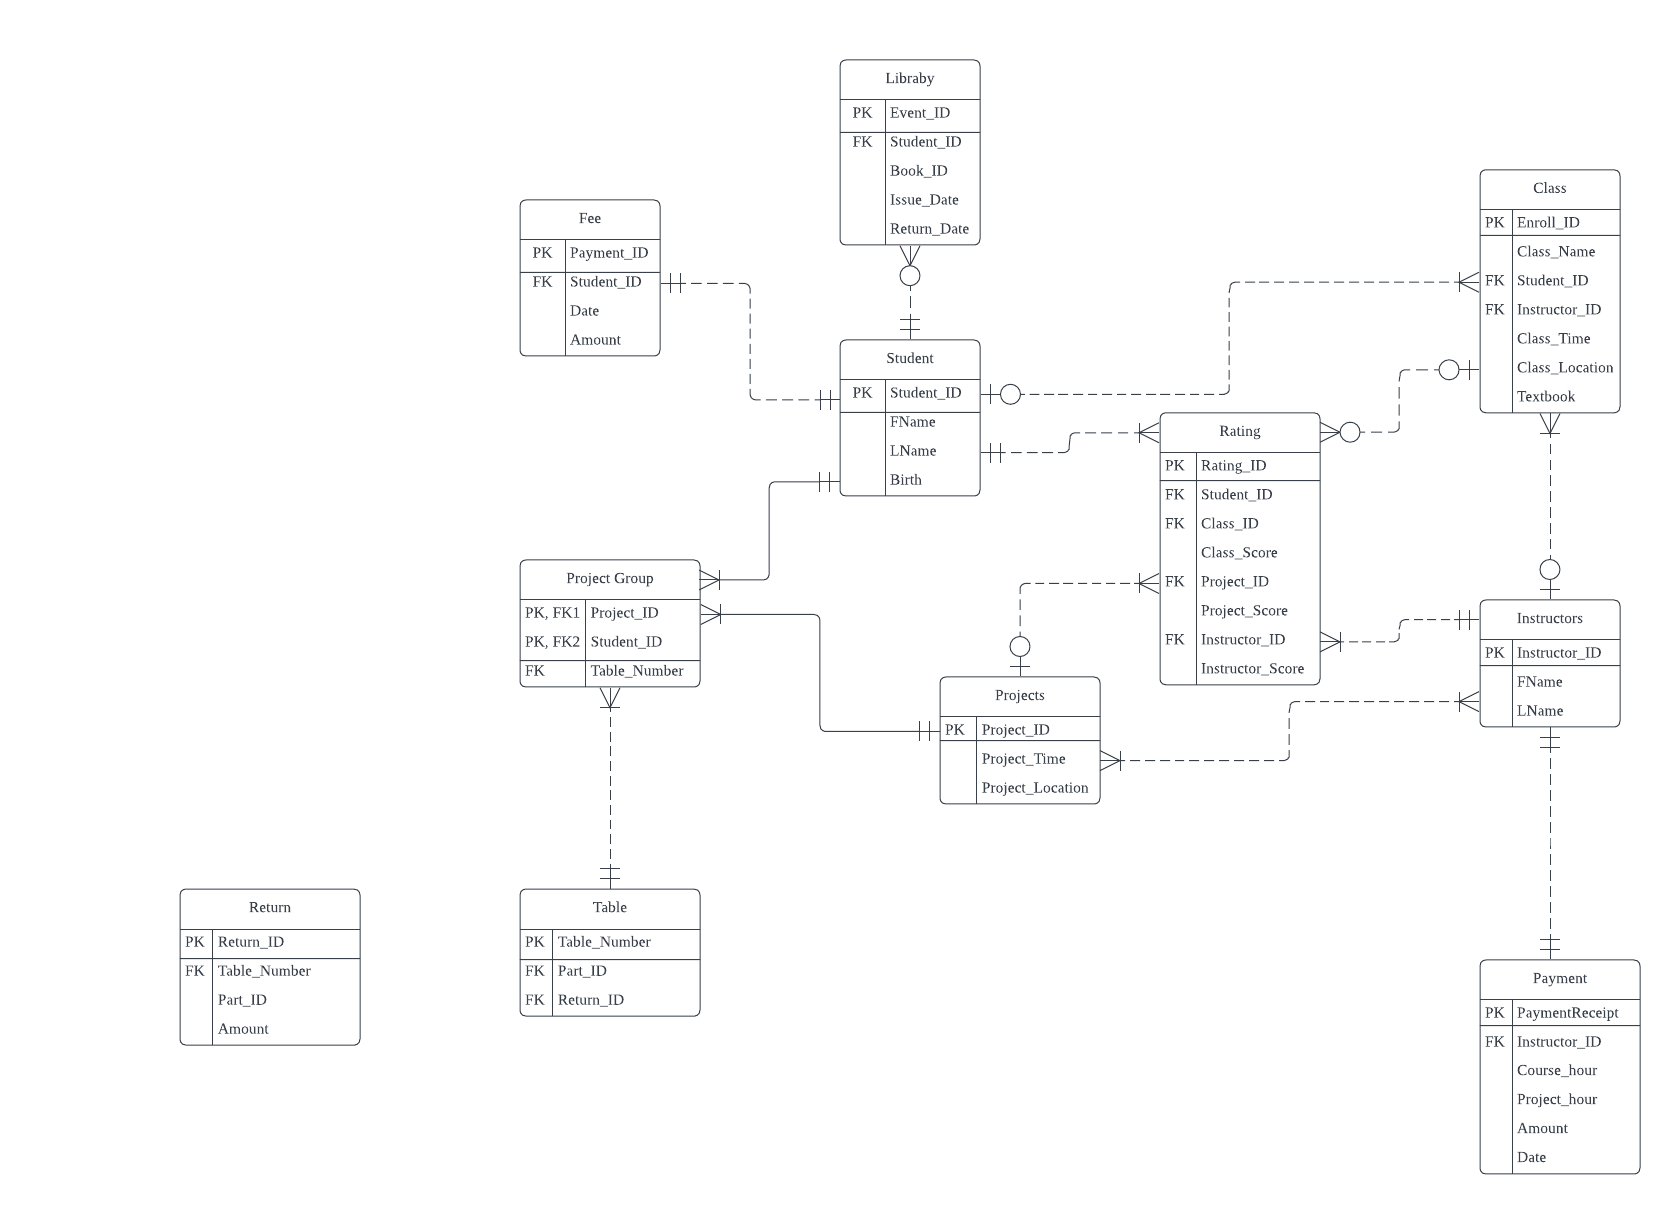 Libraby
PK Event_ID
FK Student_ID
Book_ID
Issue_Date
Return_Date
Fee
PK Payment_ID
FK Student_ID
Date
Amount
Class
PK Enroll_ID
Class_Name
FK Student_ID
FK Instructor_ID
Class_Time
Class_Location
Textbook
Student
PK Student_ID
FName
LName
Birth
Rating
PK Rating_ID
FK Student_ID
FK Class_ID
Class_Score
FK Project_ID
Project_Score
FK Instructor_ID
Instructor_Score
Project Group
PK, FK1 Project_ID
PK, FK2 Student_ID
FK Table_Number
Projects
PK Project_ID
Project_Time
Project_Location
Instructors
PK Instructor_ID
FName
LName
Return
PK Return_ID
FK Table_Number
Part_ID
Amount
Table
PK Table_Number
FK Part_ID
FK Return_ID
Payment
PK PaymentReceipt
FK Instructor_ID
Course_hour
Project_hour
Amount
Date